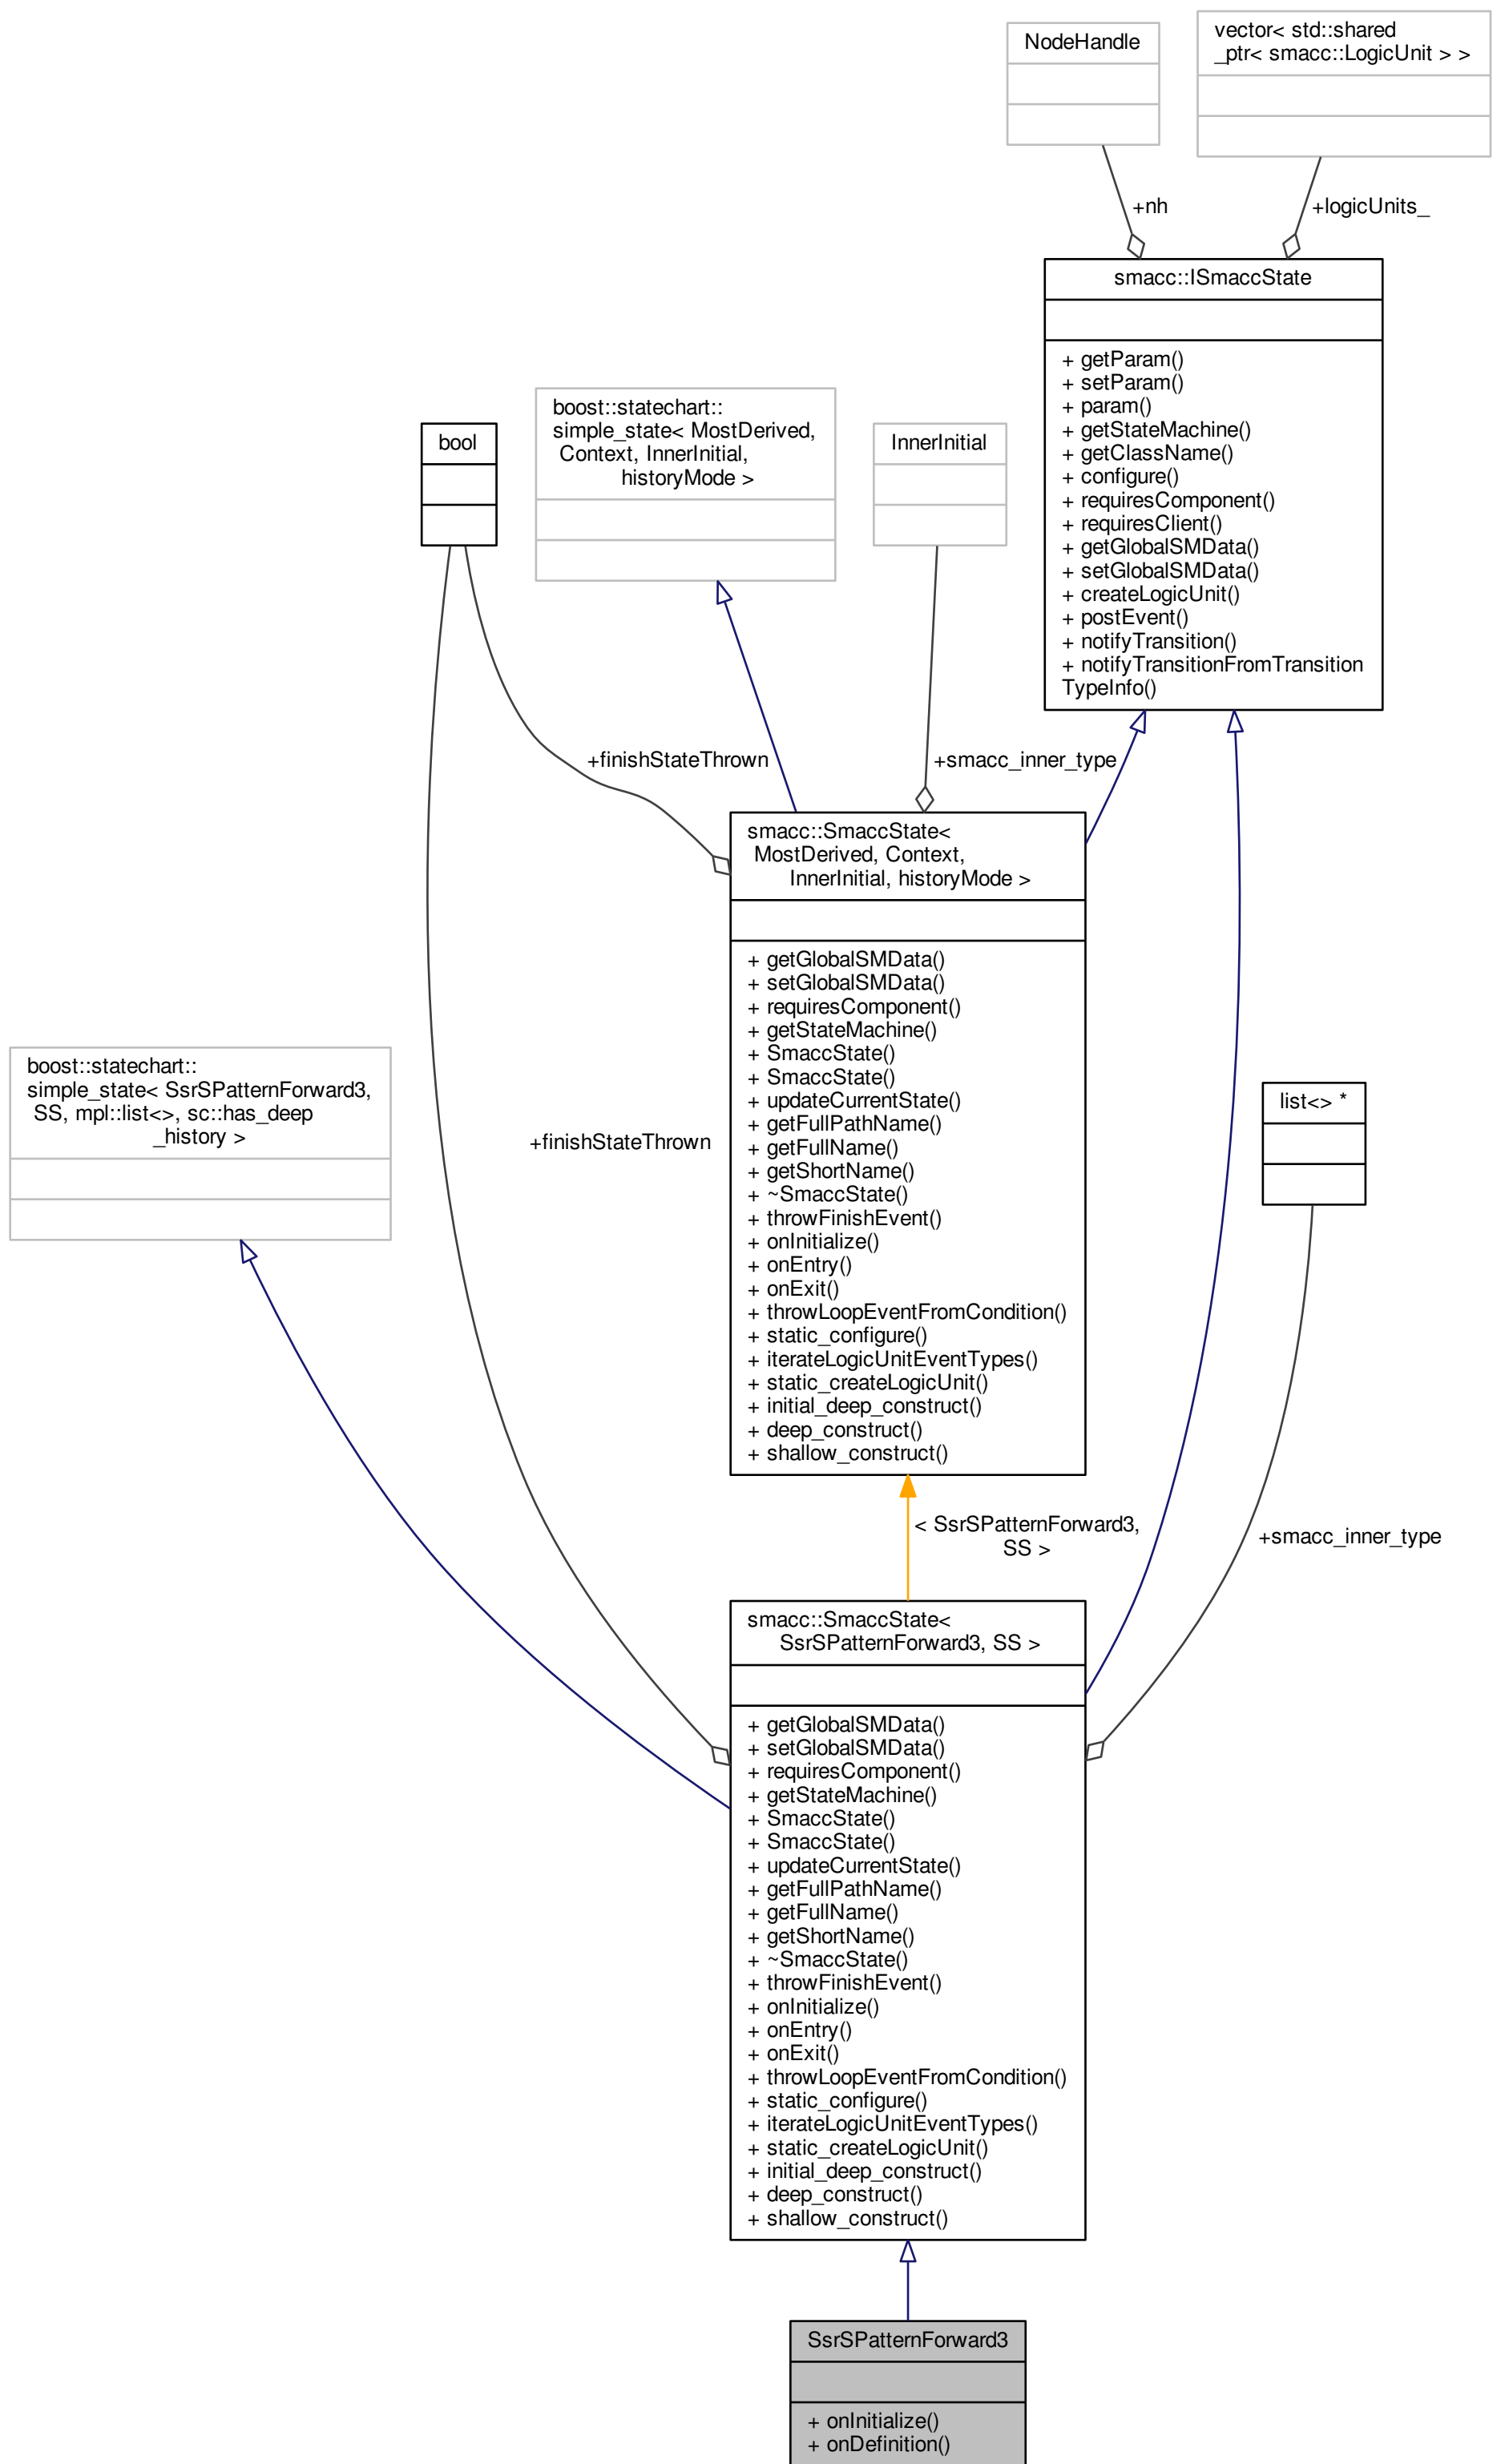 NodeHandle
vector< std::shared
_ptr< smacc::LogicUnit > >
+nh
+logicUnits_
smacc::ISmaccState
+ getParam()
+ setParam()
+ param()
+ getStateMachine()
+ getClassName()
+ configure()
+ requiresComponent()
+ requiresClient()
+ getGlobalSMData()
+ setGlobalSMData()
+ createLogicUnit()
+ postEvent()
+ notifyTransition()
+ notifyTransitionFromTransition
TypeInfo()
bool
boost::statechart::
simple_state< MostDerived,
Context, InnerInitial,
historyMode >
InnerInitial
+finishStateThrown
+smacc_inner_type
smacc::SmaccState<
MostDerived, Context,
InnerInitial, historyMode >
+ getGlobalSMData()
+ setGlobalSMData()
+ requiresComponent()
+ getStateMachine()
+ SmaccState()
+ SmaccState()
+ updateCurrentState()
+ getFullPathName()
+ getFullName()
+ getShortName()
+ ~SmaccState()
+ throwFinishEvent()
+ onInitialize()
+ onEntry()
+ onExit()
+ throwLoopEventFromCondition()
+ static_configure()
+ iterateLogicUnitEventTypes()
+ static_createLogicUnit()
+ initial_deep_construct()
+ deep_construct()
+ shallow_construct()
boost::statechart::
simple_state< SsrSPatternForward3,
SS, mpl::list<>, sc::has_deep
_history >
+finishStateThrown
list<> *
< SsrSPatternForward3,
SS >
+smacc_inner_type
smacc::SmaccState<
SsrSPatternForward3, SS >
+ getGlobalSMData()
+ setGlobalSMData()
+ requiresComponent()
+ getStateMachine()
+ SmaccState()
+ SmaccState()
+ updateCurrentState()
+ getFullPathName()
+ getFullName()
+ getShortName()
+ ~SmaccState()
+ throwFinishEvent()
+ onInitialize()
+ onEntry()
+ onExit()
+ throwLoopEventFromCondition()
+ static_configure()
+ iterateLogicUnitEventTypes()
+ static_createLogicUnit()
+ initial_deep_construct()
+ deep_construct()
+ shallow_construct()
SsrSPatternForward3
+ onInitialize()
+ onDefinition()